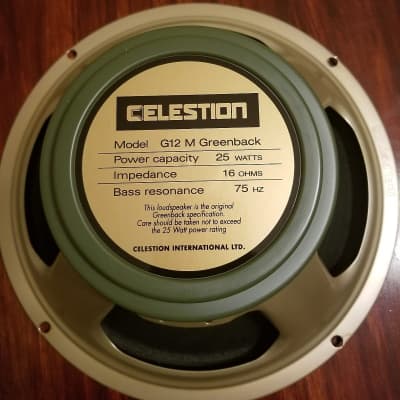 CELESTION
Model G12 M Greenback
Power capacity 25 WATTS
Impedance 16 OHMS
Bass resonance 75 HZ
This loudspeaker is the original
Greenback specification.
Care should be taken not to exceed
the 25 Watt power rating
CELESTION INTERNATIONAL LTD.